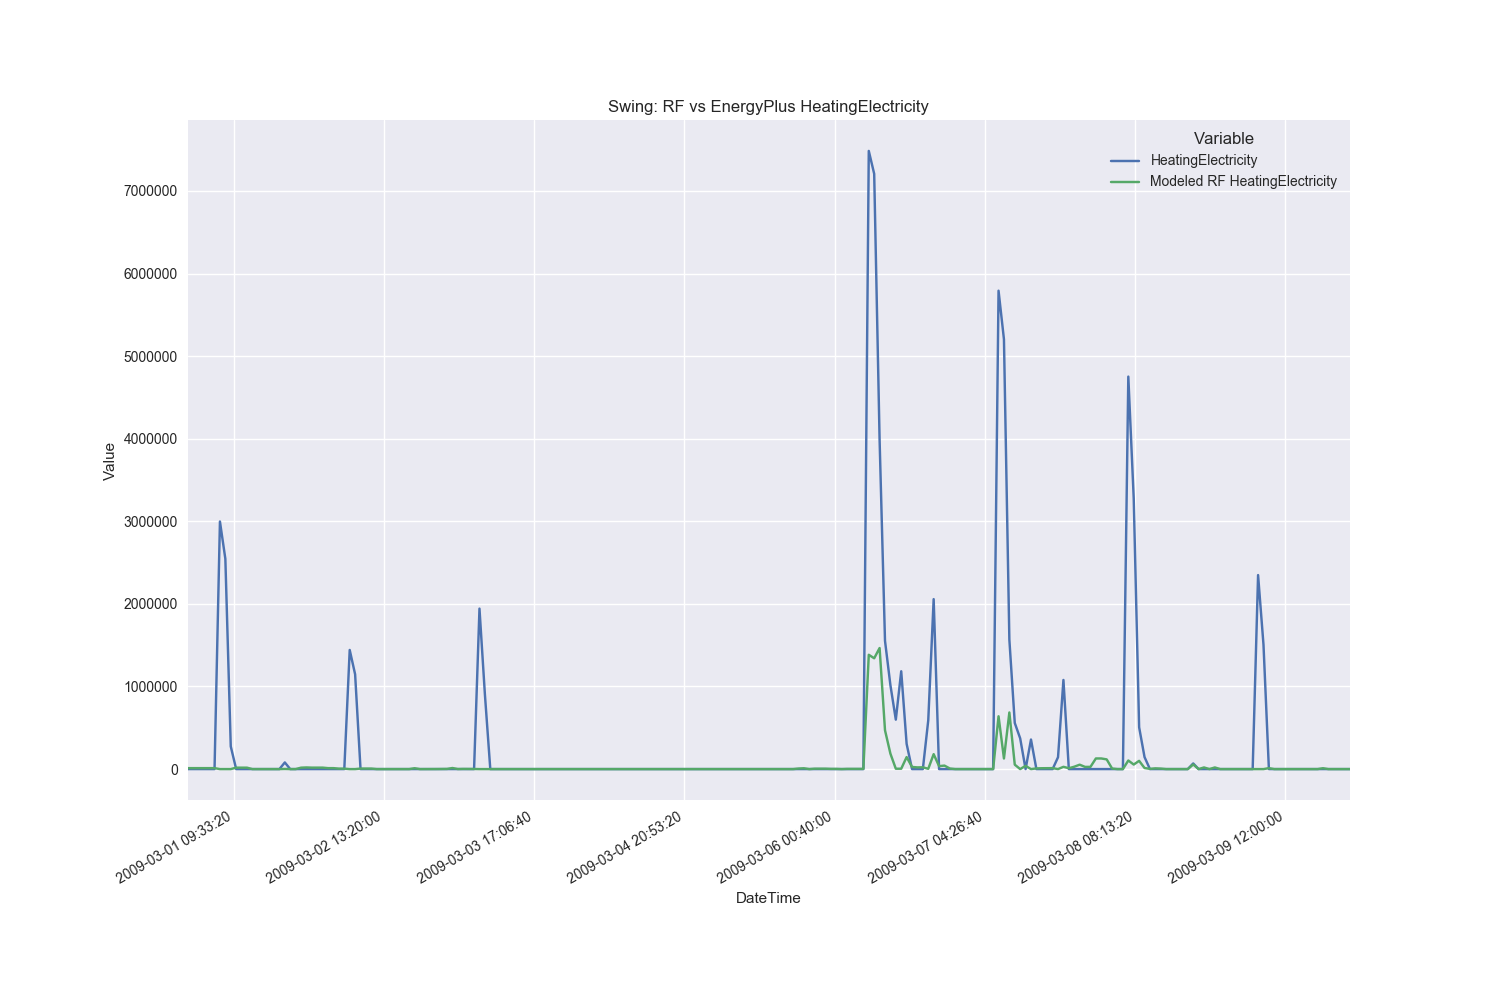 Swing: RF vs EnergyPlus HeatingElectricity
Variable
HeatingElectricity
Modeled RF HeatingElectricity
7000000
6000000
5000000
4000000
3000000
2000000
1000000
0
Value
2009-03-01 09:33:20
2009-03-02 13:20:00
2009-03-03 17:06:40
2009-03-04 20:53:20
2009-03-06 00:40:00
2009-03-07 04:26:40
2009-03-08 08:13:20
2009-03-09 12:00:00
DateTime